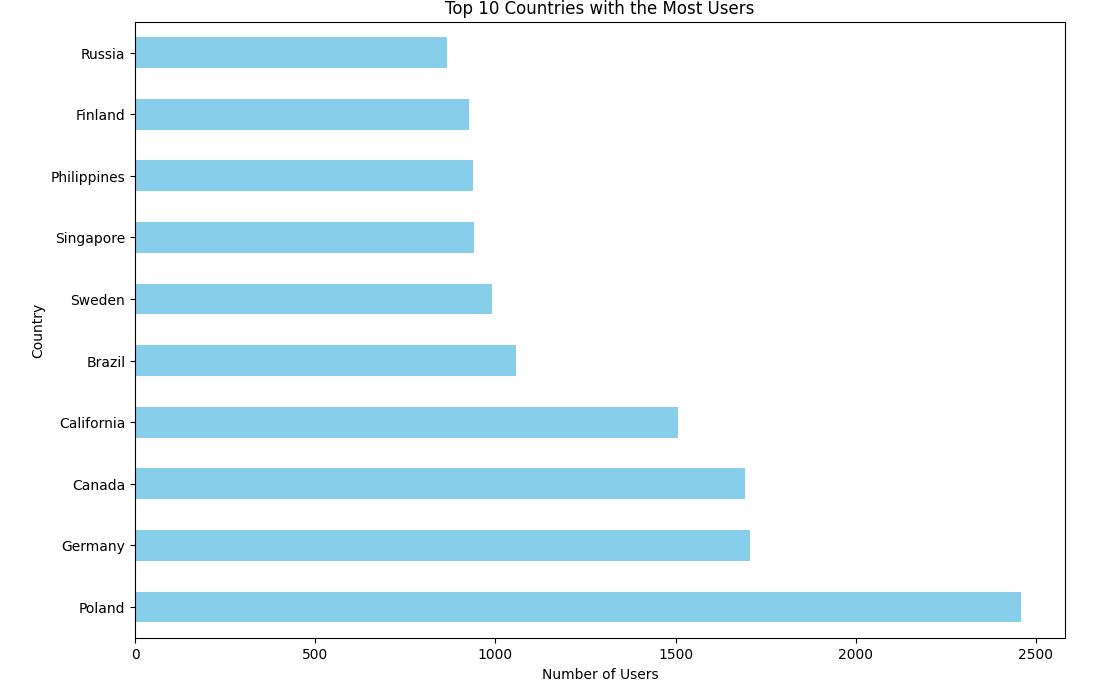 Top 10 Countries with the Most Users
Russia
Finland
Philippines
Singapore
Sweden
Brazil
California
Canada
Germany
Poland
Country
0 500 1000 1500 2000 2500
Number of Users